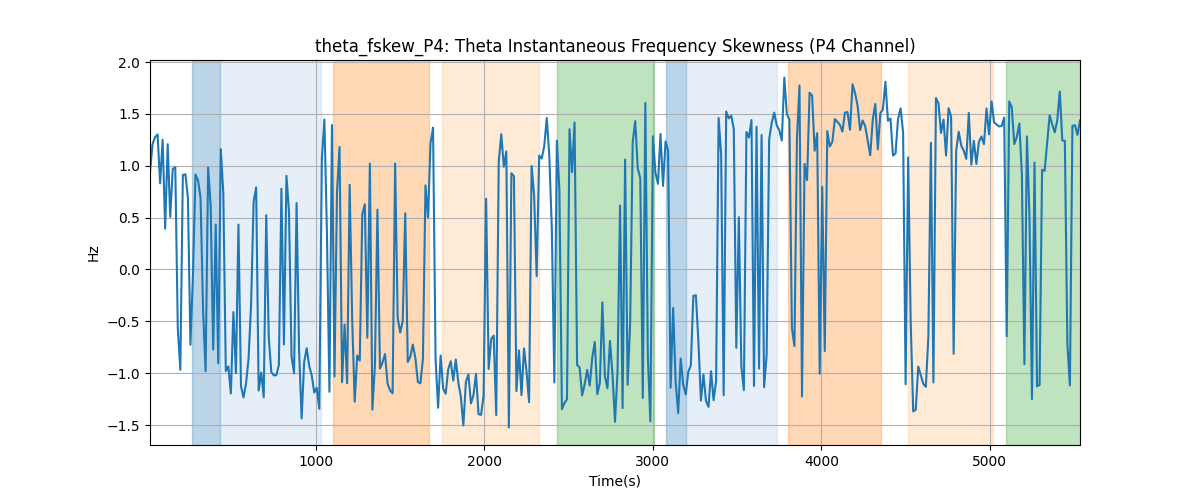 theta_fskew_P4: Theta Instantaneous Frequency Skewness (P4 Channel)
2.0
1.5
1.0
0.5
0.0
−0.5
−1.0
−1.5
Hz
1000 2000 3000 4000 5000
Time(s)